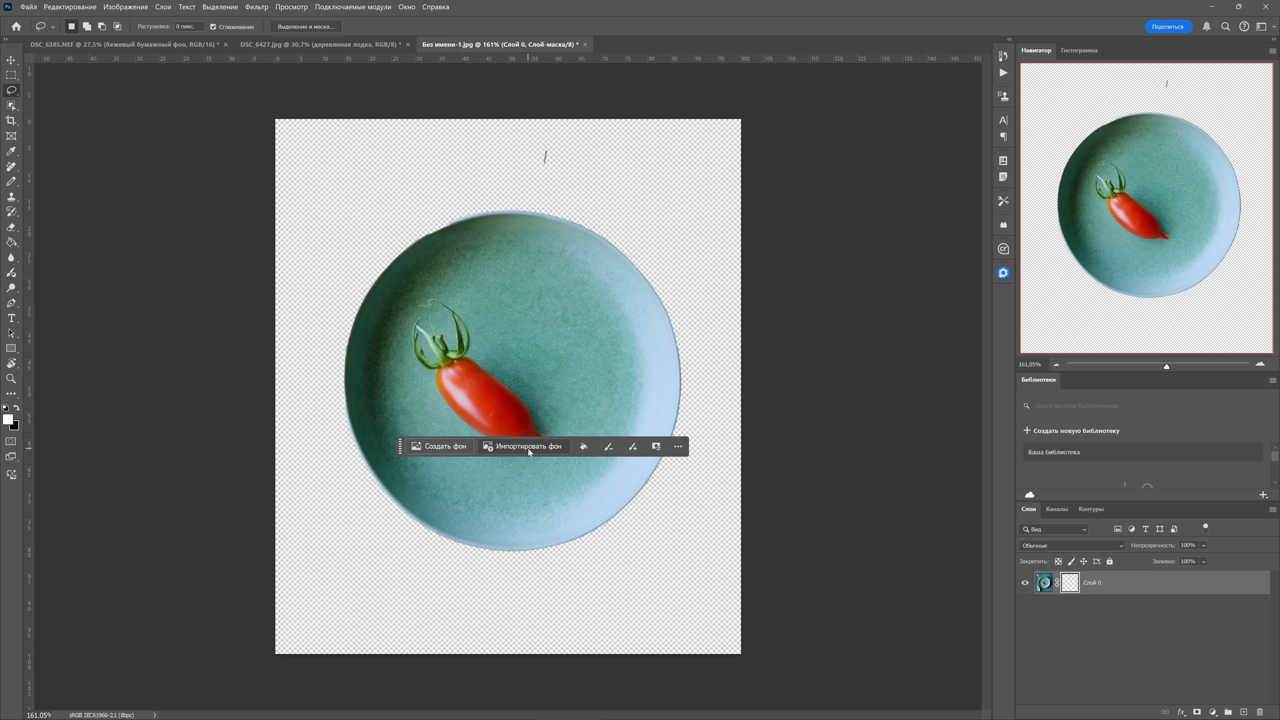 Ps Файл Редактирование Изображение Слои Текст Выделение Фильтр Просмотр Подключаемые модули Окно Справка
Растушевка: 0 пикс. Сглаживание Выделение и маска... Поделиться
DSC_6385.NEF @ 27,5% (бежевый бумажный фон, RGB/16) * × DSC_6427.jpg @ 30,7% (деревянная лодка, RGB/8) * × Без имени-1.jpg @ 161% (Слой 0, Слой-маска/8) * ×
Навигатор Гистограмма
161,05%
Библиотеки
Поиск по всем библиотекам
Создать новую библиотеку
Ваша библиотека
Создать фон Импортировать фон
Слои Каналы Контуры
Вид
Обычные Непрозрачность: 100%
Закрепить: Заливка: 100%
Слой 0
161,05% sRGB IEC61966-2.1 (8bpc)